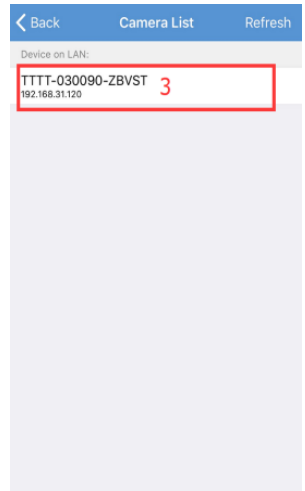 Back Camera List Refresh
Device on LAN:
TTTT-030090-ZBVST 3
192.168.31.120